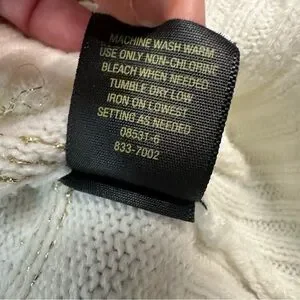 MACHINE WASH WARM
USE ONLY NON-CHLORINE
BLEACH WHEN NEEDED
TUMBLE DRY LOW
IRON ON LOWEST
SETTING AS NEEDED
08531-6
833-7002